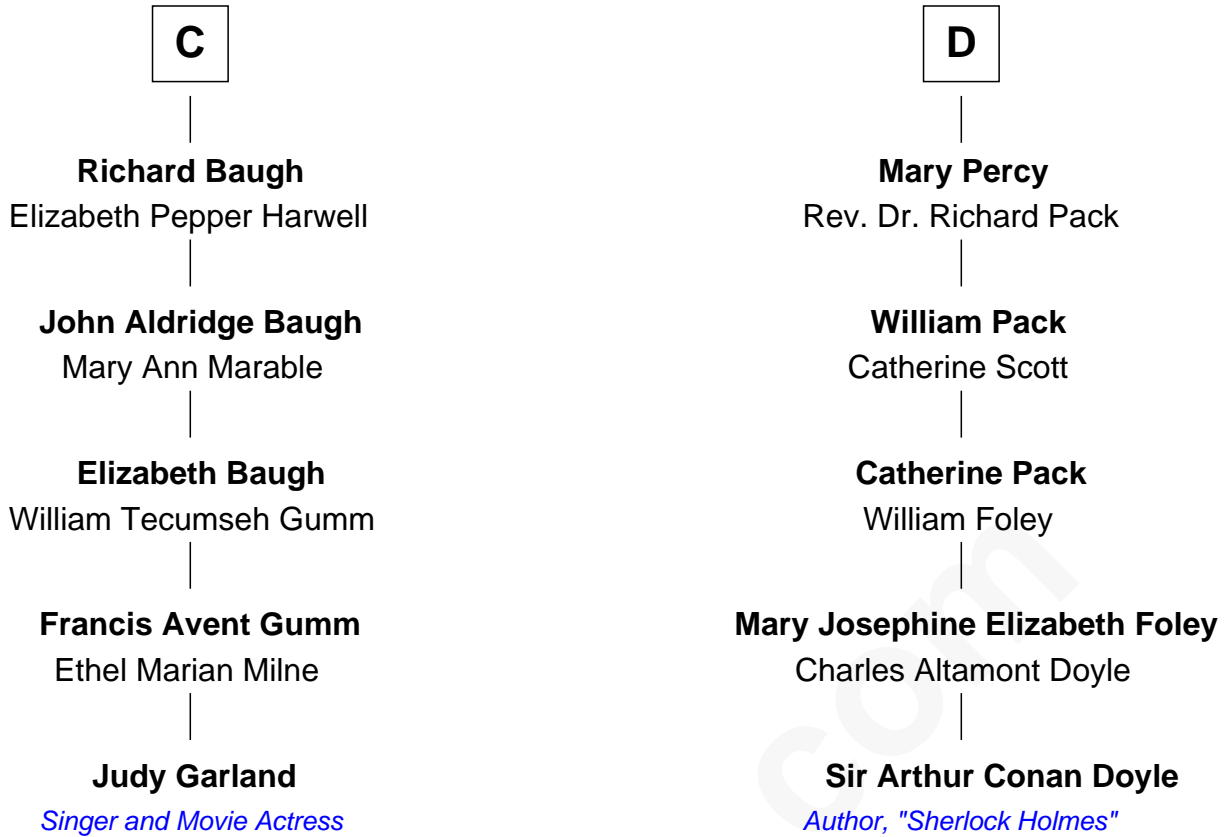 C
Richard Baugh
Elizabeth Pepper Harwell
John Aldridge Baugh
Mary Ann Marable
Elizabeth Baugh
William Tecumseh Gumm
Francis Avent Gumm
Ethel Marian Milne
Judy Garland
Singer and Movie Actress
D
Mary Percy
Rev. Dr. Richard Pack
William Pack
Catherine Scott
Catherine Pack
William Foley
Mary Josephine Elizabeth Foley
Charles Altamont Doyle
Sir Arthur Conan Doyle
Author, "Sherlock Holmes"
com